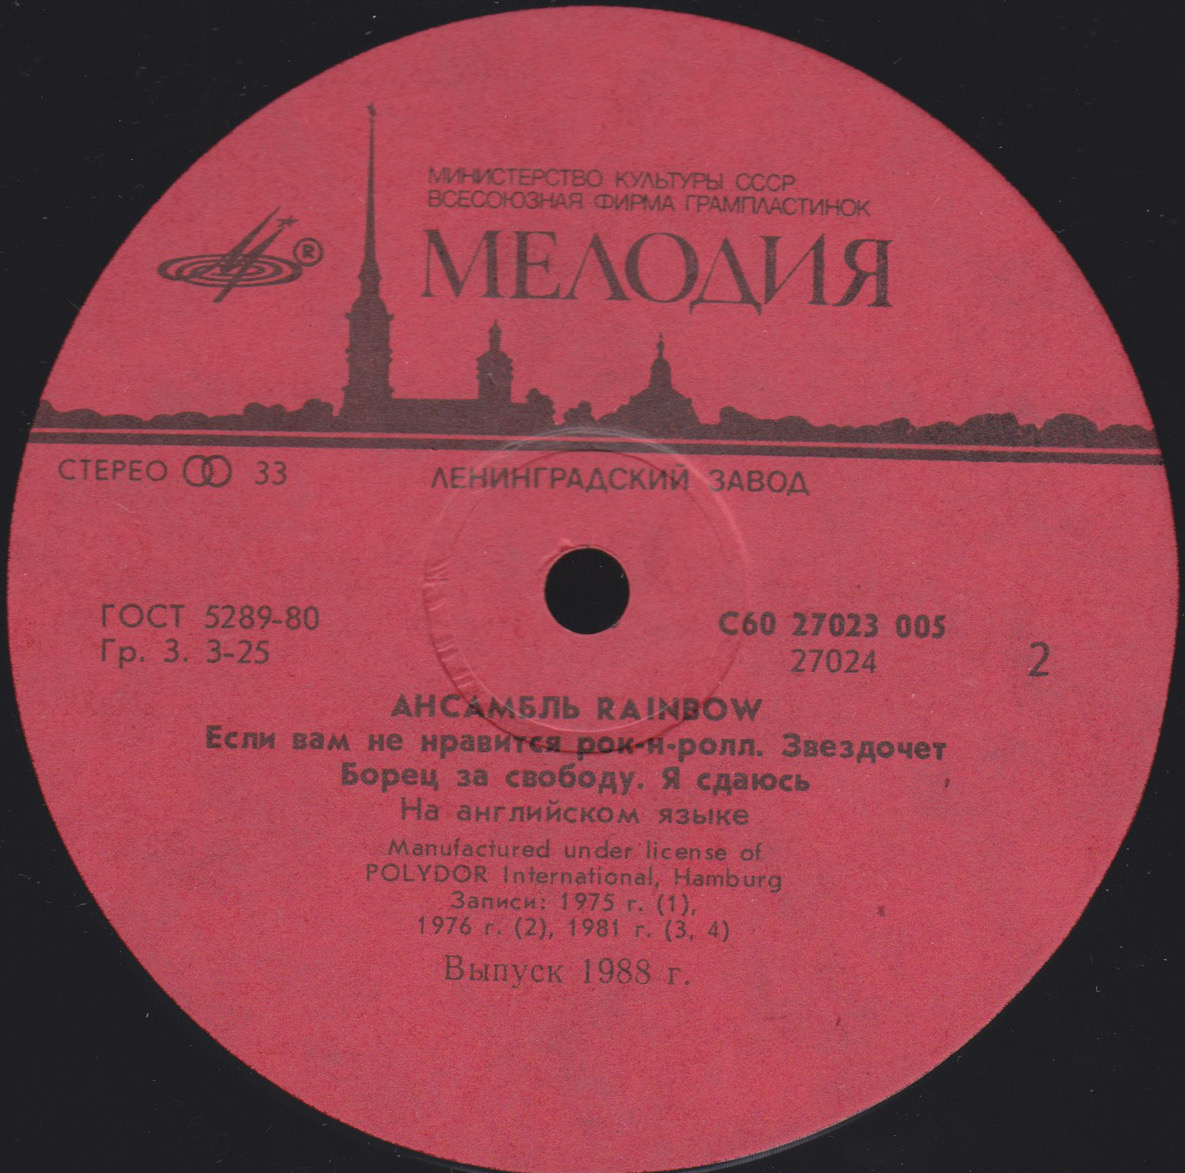 МИНИСТЕРСТВО КУЛЬТУРЫ СССР
ВСЕСОЮЗНАЯ ФИРМА ГРАМПЛАСТИНОК
МЕЛОДИЯ
®
СТЕРЕО 33
ЛЕНИНГРАДСКИЙ ЗАВОД
ГОСТ 5289-80
Гр. 3. 3-25
С60 27023 005
27024
2
АНСАМБЛЬ RAINBOW
Если вам не нравится рок-н-ролл. Звездочет
Борец за свободу. Я сдаюсь
На английском языке
Manufactured under license of
POLYDOR International, Hamburg
Записи: 1975 г. (1),
1976 г. (2), 1981 г. (3, 4)
Выпуск 1988 г.